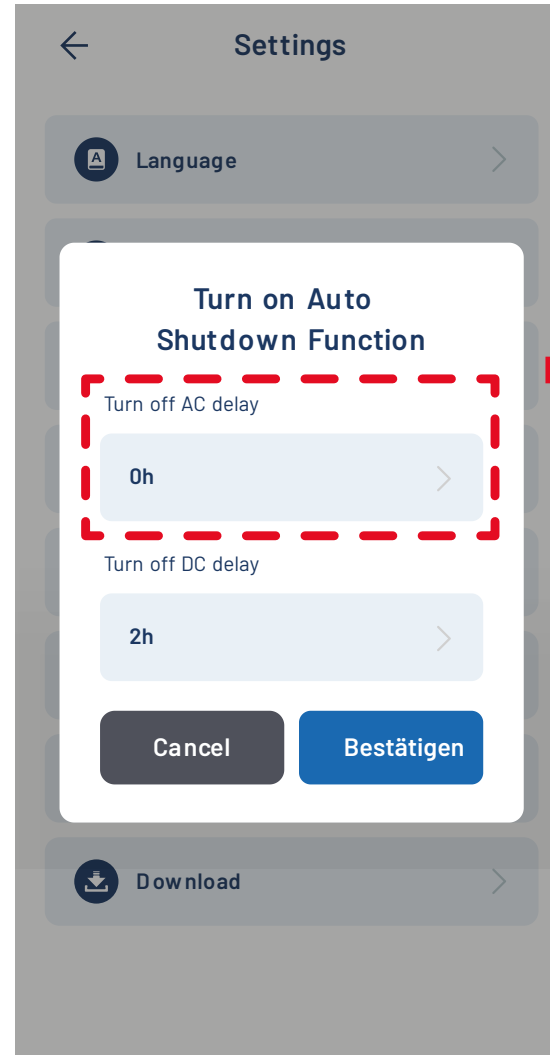 Settings
Language
Turn on Auto
Shutdown Function
Turn off AC delay
0h
Turn off DC delay
2h
Cancel
Bestätigen
Download